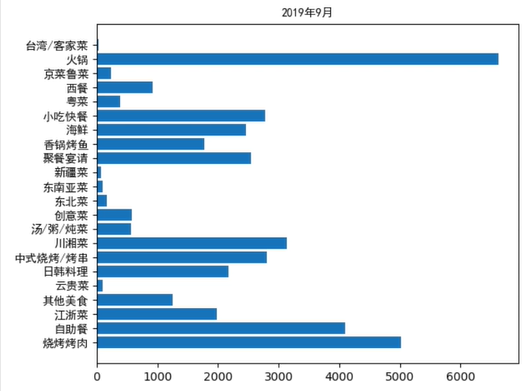 2019年9月
台湾/客家菜
火锅
京菜鲁菜
西餐
粤菜
小吃快餐
海鲜
香锅烤鱼
聚餐宴请
新疆菜
东南亚菜
东北菜
创意菜
汤/粥/炖菜
川湘菜
中式烧烤/烤串
日韩料理
云贵菜
其他美食
江浙菜
自助餐
烧烤烤肉
0 1000 2000 3000 4000 5000 6000